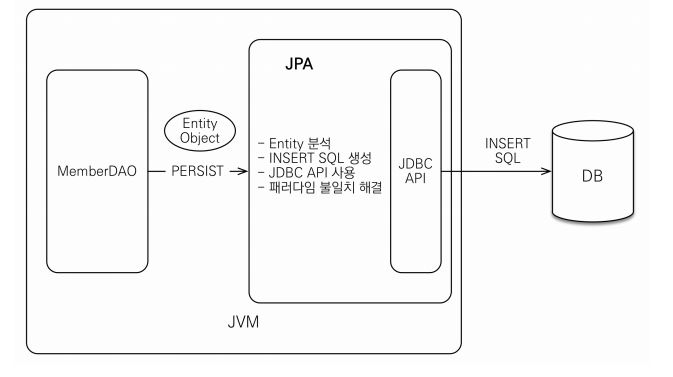 JPA
Entity
Object
MemberDAO
PERSIST
- Entity 분석
- INSERT SQL 생성
- JDBC API 사용
- 패러다임 불일치 해결
JDBC
API
INSERT
SQL
DB
JVM